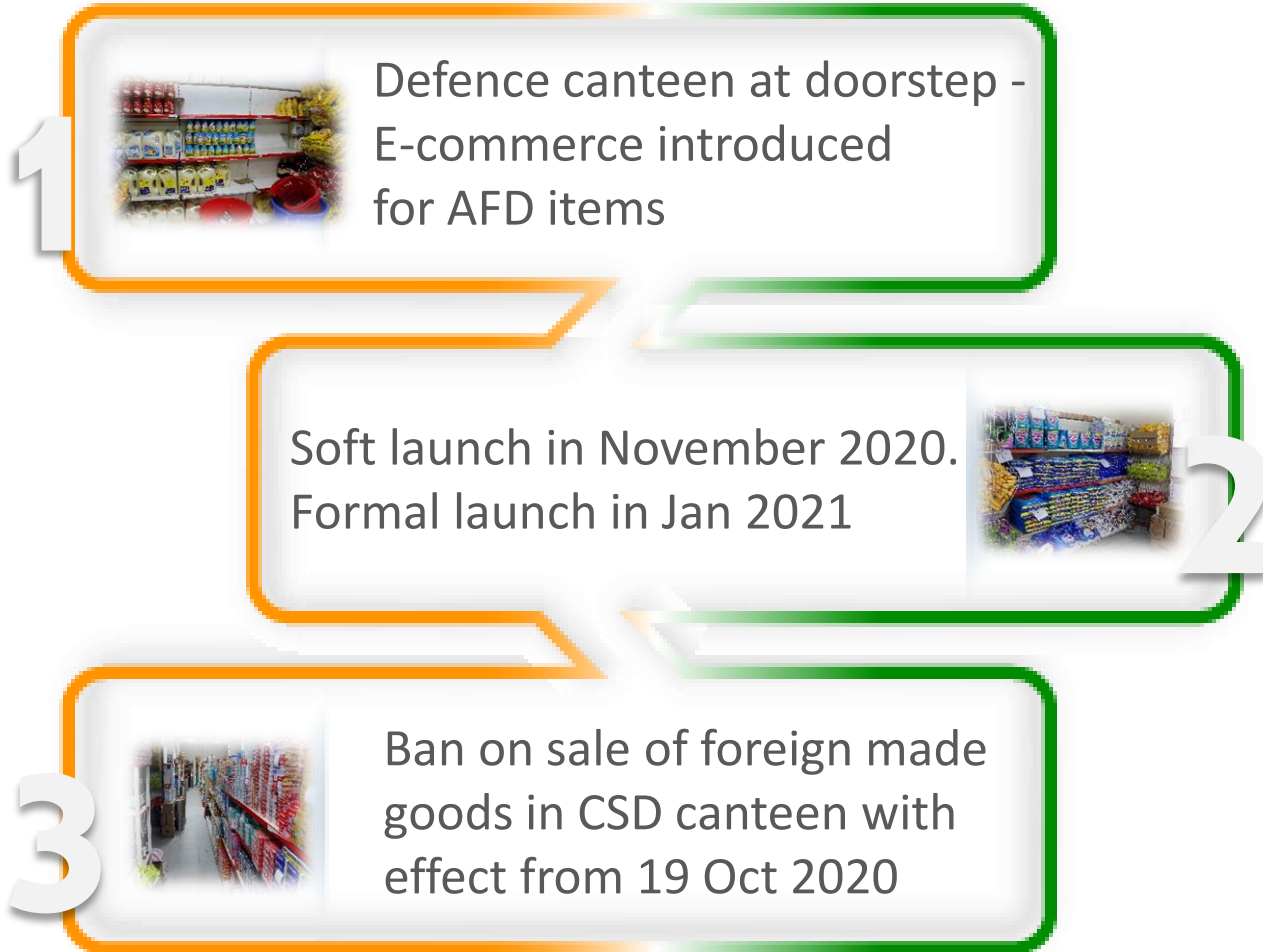 1
Defence canteen at doorstep -
E-commerce introduced
for AFD items
Soft launch in November 2020.
Formal launch in Jan 2021
2
3
Ban on sale of foreign made
goods in CSD canteen with
effect from 19 Oct 2020